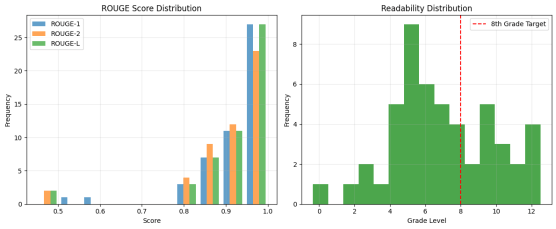 ROUGE Score Distribution
ROUGE-1
ROUGE-2
ROUGE-L
Frequency
25
20
15
10
5
0
0.5 0.6 0.7 0.8 0.9 1.0
Score
Readability Distribution
8th Grade Target
Frequency
8
6
4
2
0
0 2 4 6 8 10 12
Grade Level